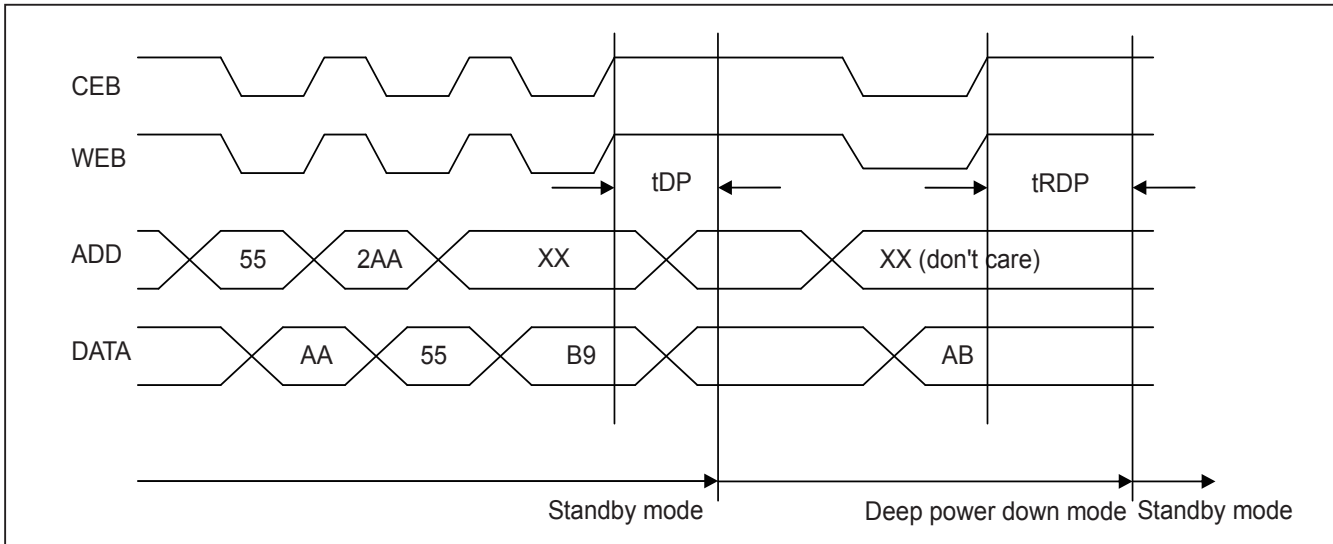 CEB
WEB
tDP
tRDP
ADD
55
2AA
XX
XX (don't care)
DATA
AA
55
B9
AB
Standby mode
Deep power down mode
Standby mode